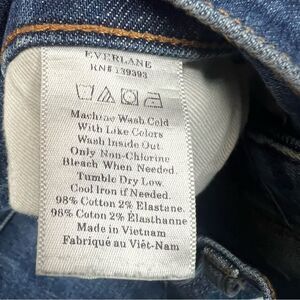 EVERLANE
RN# 139393
Machine Wash Cold
With Like Colors
Wash Inside Out.
Only Non-Chlorine
Bleach When Needed.
Tumble Dry Low.
Cool Iron if Needed.
98% Cotton 2% Elastane.
98% Coton 2% Elasthanne
Made in Vietnam
Fabriqué au Viêt-Nam